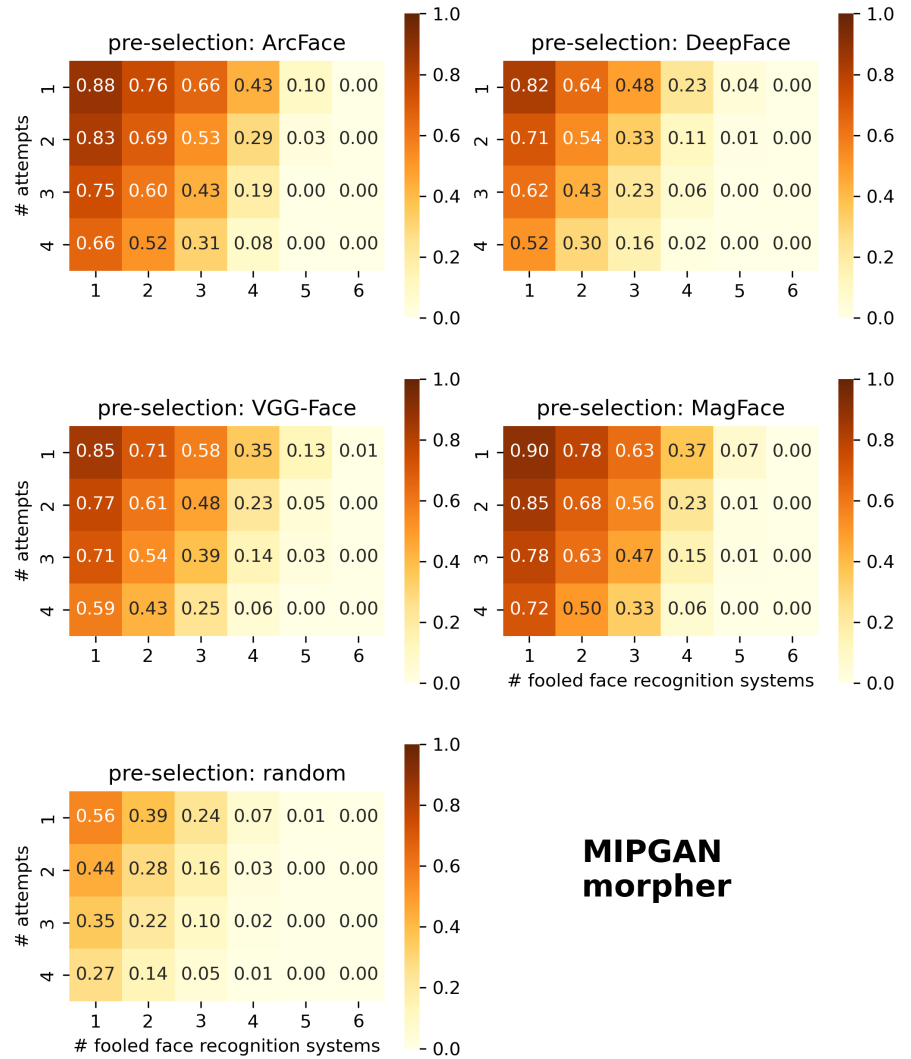 pre-selection: ArcFace
# attempts
1 0.88 0.76 0.66 0.43 0.10 0.00
2 0.83 0.69 0.53 0.29 0.03 0.00
3 0.75 0.60 0.43 0.19 0.00 0.00
4 0.66 0.52 0.31 0.08 0.00 0.00
1 2 3 4 5 6
1.0
0.8
0.6
0.4
0.2
0.0
pre-selection: DeepFace
1 0.82 0.64 0.48 0.23 0.04 0.00
2 0.71 0.54 0.33 0.11 0.01 0.00
3 0.62 0.43 0.23 0.06 0.00 0.00
4 0.52 0.30 0.16 0.02 0.00 0.00
1 2 3 4 5 6
1.0
0.8
0.6
0.4
0.2
0.0
pre-selection: VGG-Face
# attempts
1 0.85 0.71 0.58 0.35 0.13 0.01
2 0.77 0.61 0.48 0.23 0.05 0.00
3 0.71 0.54 0.39 0.14 0.03 0.00
4 0.59 0.43 0.25 0.06 0.00 0.00
1 2 3 4 5 6
1.0
0.8
0.6
0.4
0.2
0.0
pre-selection: MagFace
1 0.90 0.78 0.63 0.37 0.07 0.00
2 0.85 0.68 0.56 0.23 0.01 0.00
3 0.78 0.63 0.47 0.15 0.01 0.00
4 0.72 0.50 0.33 0.06 0.00 0.00
1 2 3 4 5 6
# fooled face recognition systems
1.0
0.8
0.6
0.4
0.2
0.0
pre-selection: random
# attempts
1 0.56 0.39 0.24 0.07 0.01 0.00
2 0.44 0.28 0.16 0.03 0.00 0.00
3 0.35 0.22 0.10 0.02 0.00 0.00
4 0.27 0.14 0.05 0.01 0.00 0.00
1 2 3 4 5 6
# fooled face recognition systems
1.0
0.8
0.6
0.4
0.2
0.0
MIPGAN
morpher